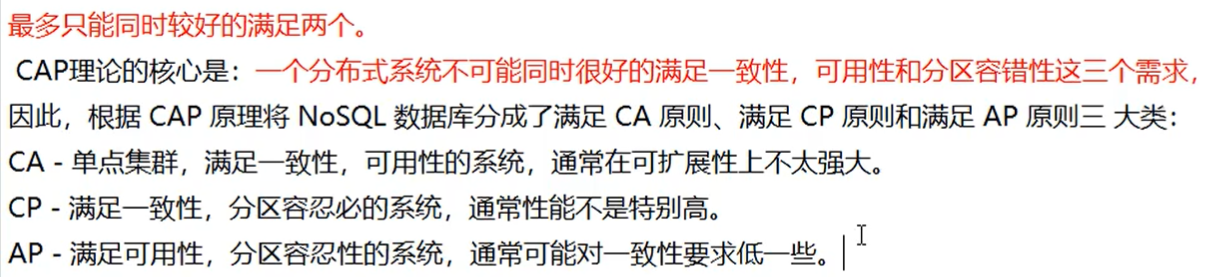 最多只能同时较好的满足两个。
CAP理论的核心是：一个分布式系统不可能同时很好的满足一致性，可用性和分区容错性这三个需求，
因此，根据 CAP 原理将 NoSQL 数据库分成了满足 CA 原则、满足 CP 原则和满足 AP 原则三 大类：
CA - 单点集群，满足一致性，可用性的系统，通常在可扩展性上不太强大。
CP - 满足一致性，分区容忍必的系统，通常性能不是特别高。
AP - 满足可用性，分区容忍性的系统，通常可能对一致性要求低一些。